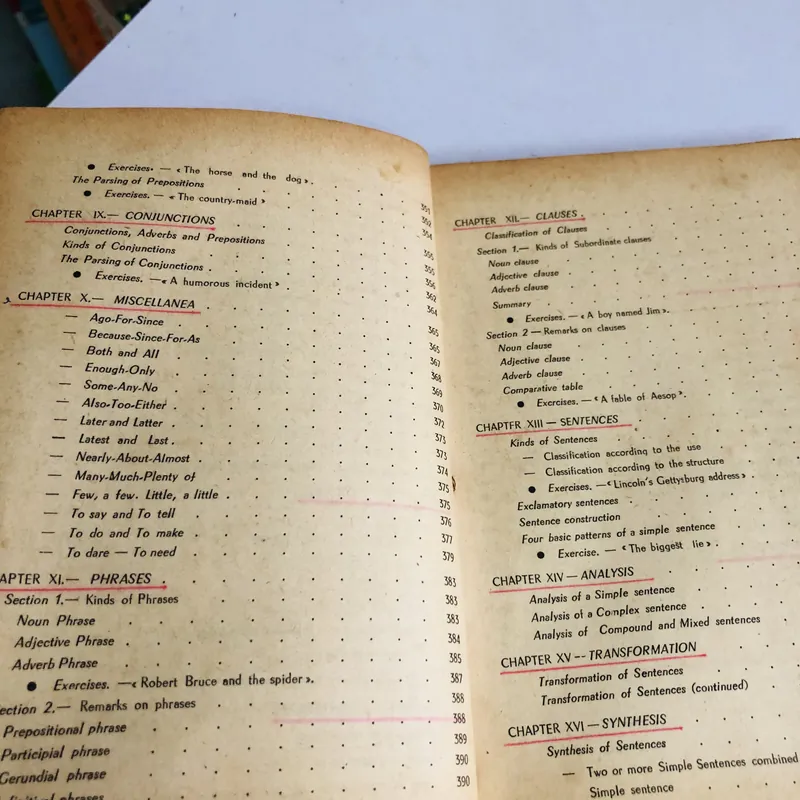 ● Exercises. — « The horse and the dog ». 351
The Parsing of Prepositions 352
● Exercises. — « The country-maid » 354
CHAPTER IX.— CONJUNCTIONS 355
Conjunctions, Adverbs and Prepositions 355
Kinds of Conjunctions 356
The Parsing of Conjunctions . 362
● Exercises. — « A humorous incident » 364
CHAPTER X.— MISCELLANEA . 365
— Ago-For-Since 365
— Because-Since-For-As 367
— Both and All 368
— Enough-Only 369
— Some-Any-No 370
— Also-Too-Either . 372
— Later and Latter . 373
— Latest and Last . 373
— Nearly-About-Almost . 374
— Many-Much-Plenty of 375
— Few, a few. Little, a little . 375
— To say and To tell 376
— To do and To make . 377
— To dare — To need . 379
APTER XI.— PHRASES . 383
Section 1.— Kinds of Phrases 383
Noun Phrase 383
Adjective Phrase . 384
Adverb Phrase 385
● Exercises. — « Robert Bruce and the spider ». 387
ection 2.— Remarks on phrases 388
Prepositional phrase 388
Participial phrase 389
Gerundial phrase 390
phrases 390
CHAPTER XII.— CLAUSES .
Classification of Clauses
Section 1.— Kinds of Subordinate clauses
Noun clause
Adjective clause
Adverb clause
Summary
● Exercises. — « A boy named Jim ».
Section 2 — Remarks on clauses
Noun clause
Adjective clause
Adverb clause
Comparative table
● Exercises. — « A fable of Aesop ».
CHAPTER XIII — SENTENCES
Kinds of Sentences
— Classification according to the use
— Classification according to the structure
● Exercises. — « Lincoln's Gettysburg address » .
Exclamatory sentences
Sentence construction
Four basic patterns of a simple sentence
● Exercise. — « The biggest lie » .
CHAPTER XIV — ANALYSIS
Analysis of a Simple sentence
Analysis of a Complex sentence
Analysis of Compound and Mixed sentences
CHAPTER XV -- TRANSFORMATION
Transformation of Sentences
Transformation of Sentences (continued)
CHAPTER XVI — SYNTHESIS
Synthesis of Sentences
— Two or more Simple Sentences combined
Simple sentence